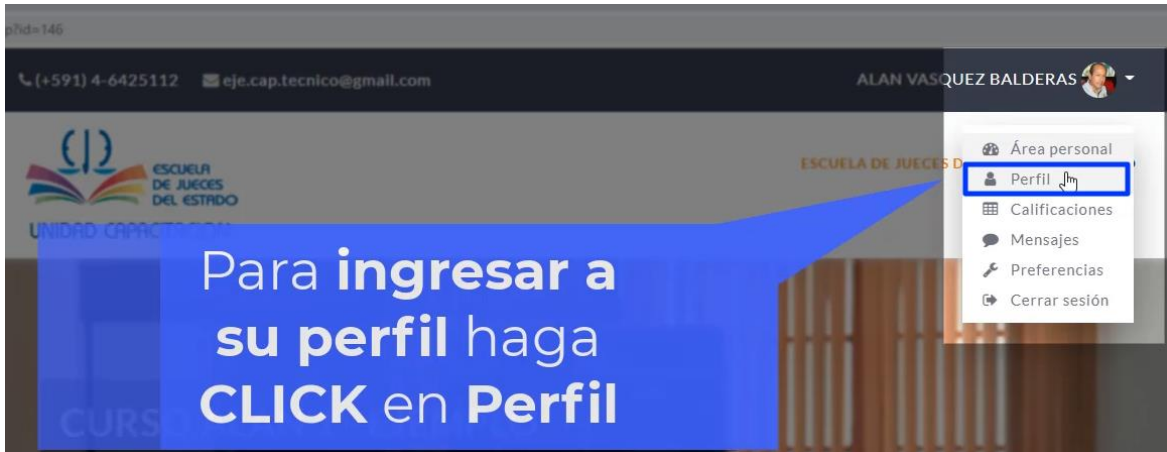 p?id=146
(+591) 4-6425112 eje.cap.tecnico@gmail.com ALAN VASQUEZ BALDERAS
ESCUELA
DE JUECES
DEL ESTADO
UNIDAD CAPACITACION
ESCUELA DE JUECES D
Área personal
Perfil
Calificaciones
Mensajes
Preferencias
Cerrar sesión
Para ingresar a
su perfil haga
CLICK en Perfil
CURSO